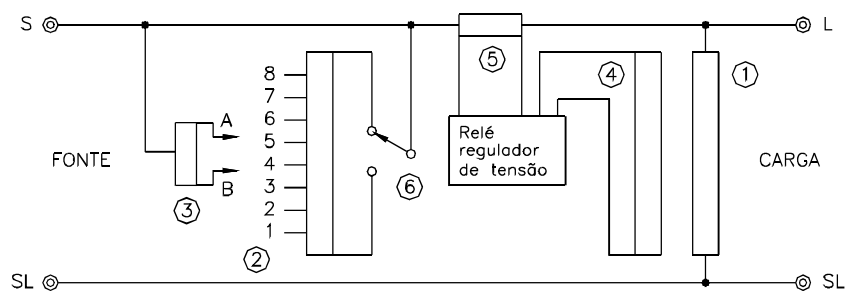 S
L
8
7
6
5
4
3
2
1
A
B
FONTE
3
2
6
5
4
1
Relé
regulador
de tensão
CARGA
SL
SL